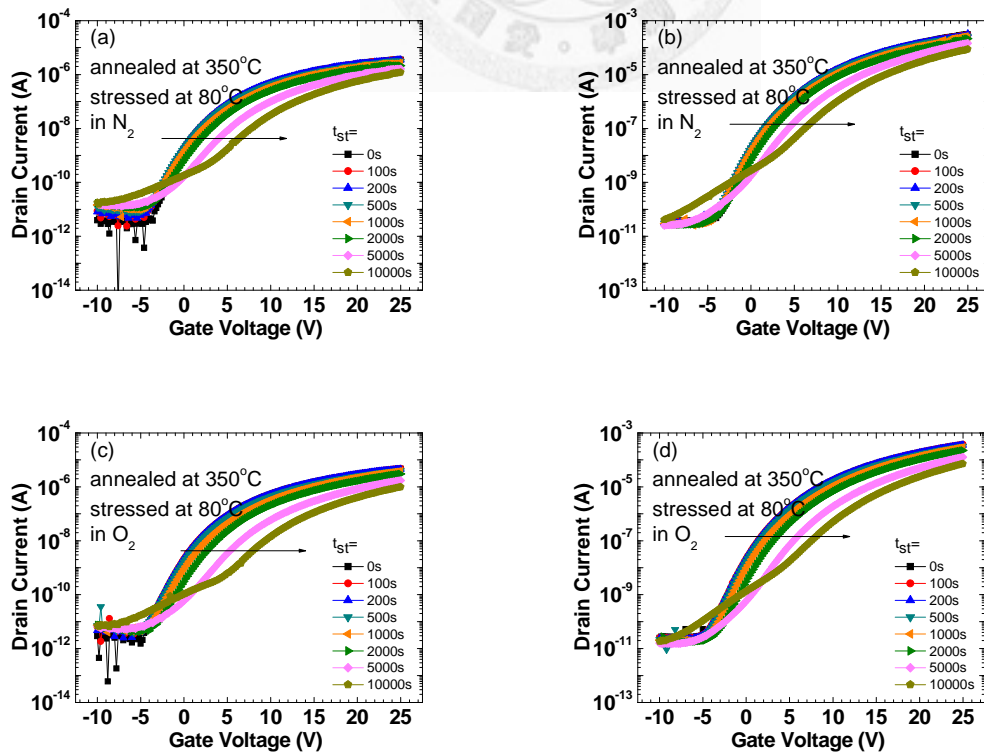 (a)
annealed at 350°C
stressed at 80°C
in N₂
t_st=
0s
100s
200s
500s
1000s
2000s
5000s
10000s
10⁻⁴
10⁻⁶
10⁻⁸
10⁻¹⁰
10⁻¹²
10⁻¹⁴
Drain Current (A)
-10 -5 0 5 10 15 20 25
Gate Voltage (V)
(b)
annealed at 350°C
stressed at 80°C
in N₂
t_st=
0s
100s
200s
500s
1000s
2000s
5000s
10000s
10⁻³
10⁻⁵
10⁻⁷
10⁻⁹
10⁻¹¹
10⁻¹³
Drain Current (A)
-10 -5 0 5 10 15 20 25
Gate Voltage (V)
(c)
annealed at 350°C
stressed at 80°C
in O₂
t_st=
0s
100s
200s
500s
1000s
2000s
5000s
10000s
10⁻⁴
10⁻⁶
10⁻⁸
10⁻¹⁰
10⁻¹²
10⁻¹⁴
Drain Current (A)
-10 -5 0 5 10 15 20 25
Gate Voltage (V)
(d)
annealed at 350°C
stressed at 80°C
in O₂
t_st=
0s
100s
200s
500s
1000s
2000s
5000s
10000s
10⁻³
10⁻⁵
10⁻⁷
10⁻⁹
10⁻¹¹
10⁻¹³
Drain Current (A)
-10 -5 0 5 10 15 20 25
Gate Voltage (V)